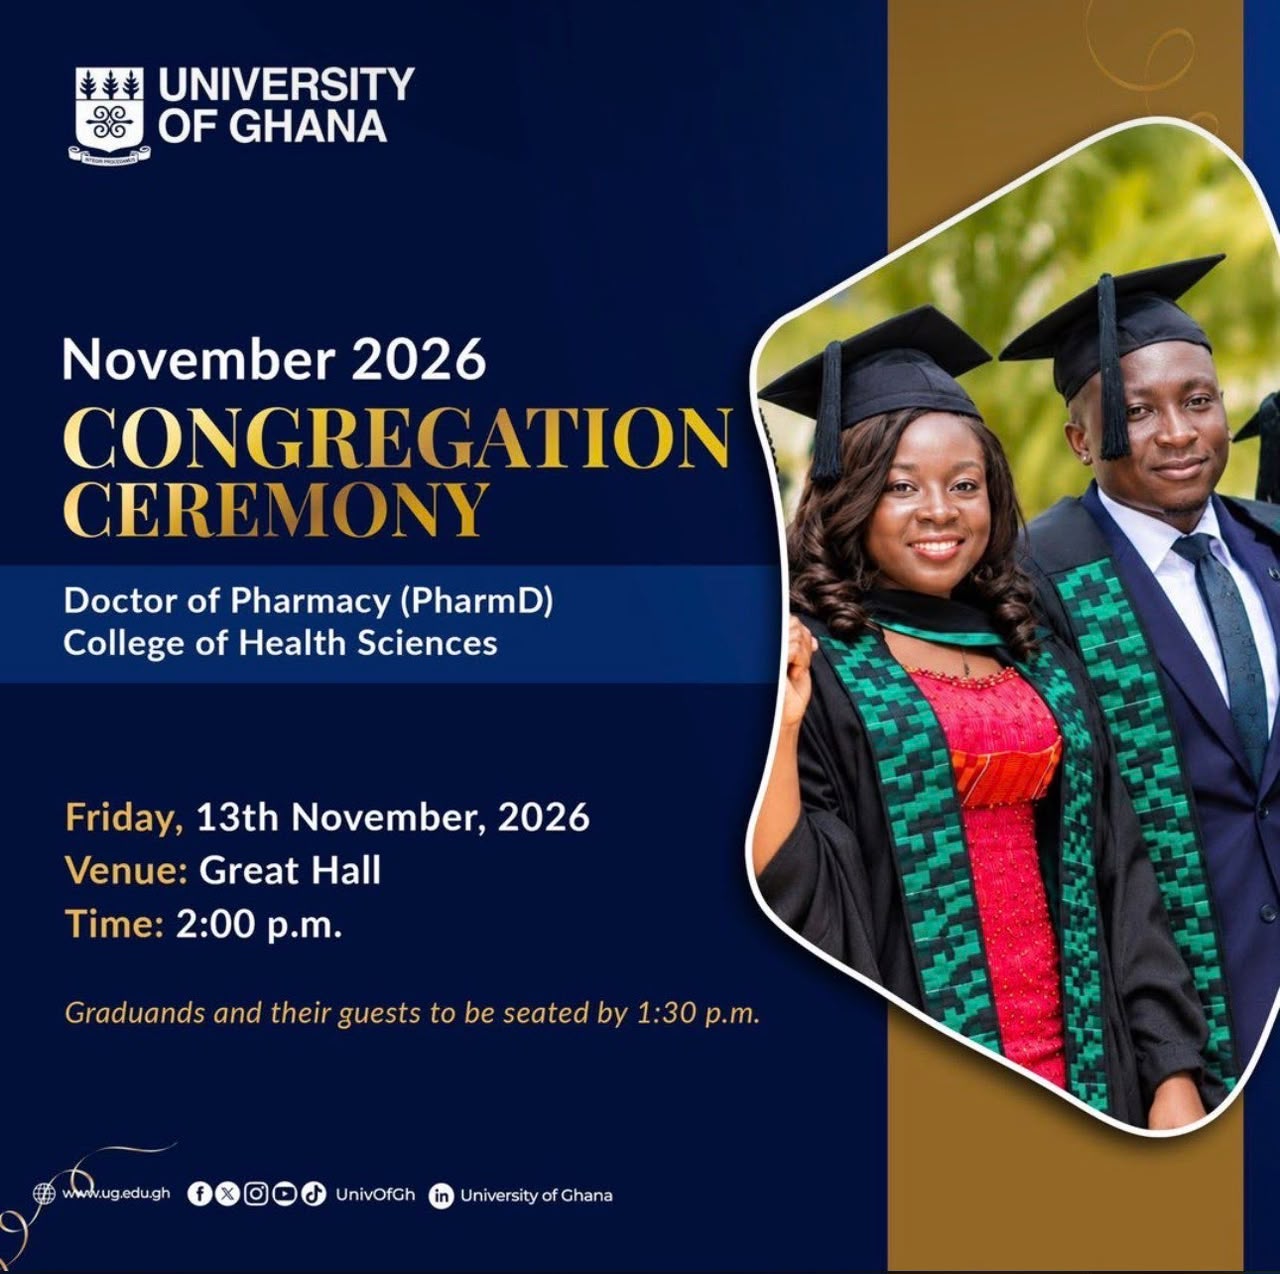 UNIVERSITY
OF GHANA
INTEGRI PROCEDAMUS
November 2026
CONGREGATION
CEREMONY
Doctor of Pharmacy (PharmD)
College of Health Sciences
Friday, 13th November, 2026
Venue: Great Hall
Time: 2:00 p.m.
Graduands and their guests to be seated by 1:30 p.m.
www.ug.edu.gh UnivOfGh University of Ghana